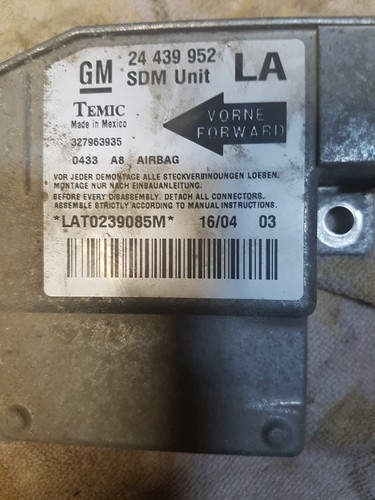 GM 24 439 952 LA
SDM Unit
TEMIC
Made in Mexico
VORNE
FORWARD
327963935
0433 A8 AIRBAG
VOR JEDER DEMONTAGE ALLE STECKVERBINDUNGEN LOESEN.
MONTAGE NUR NACH EINBAUANLEITUNG.
BEFORE EVERY DISASSEMBLY. DETACH ALL CONNECTORS.
ASSEMBLE STRICTLY ACCORDING TO MANUAL INSTRUCTIONS.
*LAT0239085M* 16/04 03